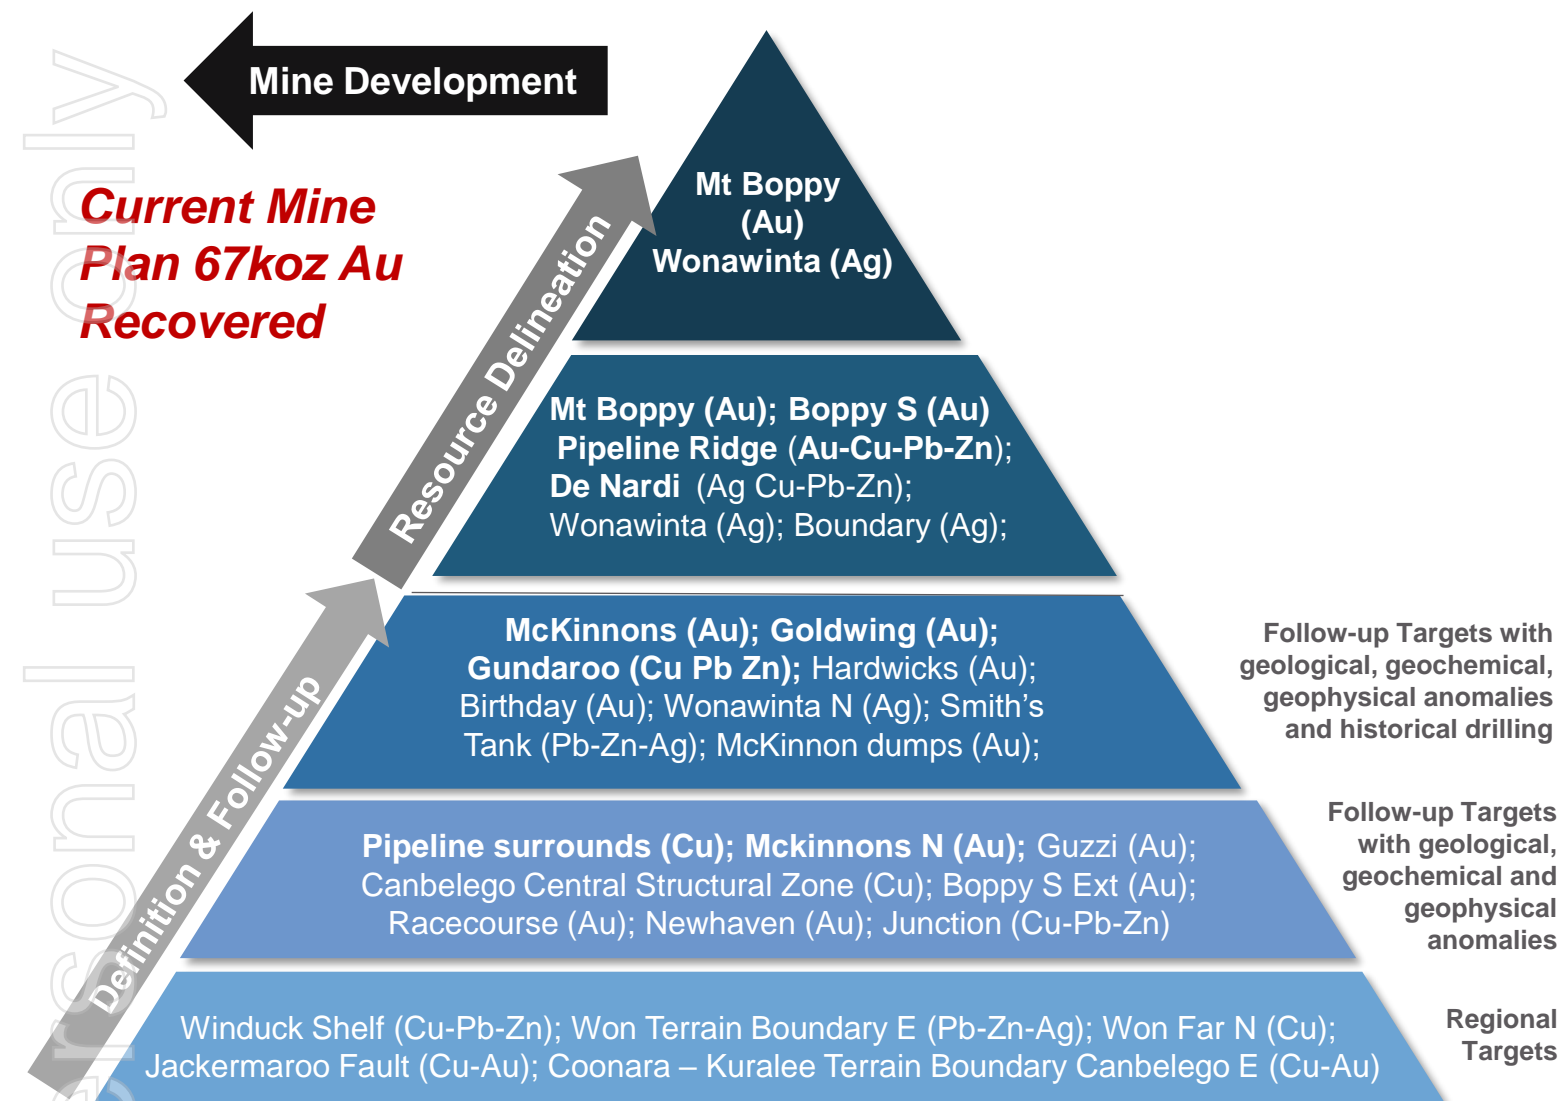 Mine Development
Current Mine
Plan 67koz Au
Recovered
Resource Delineation
Definition & Follow-up
Mt Boppy
(Au)
Wonawinta (Ag)
Mt Boppy (Au); Boppy S (Au)
Pipeline Ridge (Au-Cu-Pb-Zn);
De Nardi (Ag Cu-Pb-Zn);
Wonawinta (Ag); Boundary (Ag);
McKinnons (Au); Goldwing (Au);
Gundaroo (Cu Pb Zn); Hardwicks (Au);
Birthday (Au); Wonawinta N (Ag); Smith’s
Tank (Pb-Zn-Ag); McKinnon dumps (Au);
Follow-up Targets with
geological, geochemical,
geophysical anomalies
and historical drilling
Pipeline surrounds (Cu); Mckinnons N (Au); Guzzi (Au);
Canbelego Central Structural Zone (Cu); Boppy S Ext (Au);
Racecourse (Au); Newhaven (Au); Junction (Cu-Pb-Zn)
Follow-up Targets
with geological,
geochemical and
geophysical
anomalies
Winduck Shelf (Cu-Pb-Zn); Won Terrain Boundary E (Pb-Zn-Ag); Won Far N (Cu);
Jackermaroo Fault (Cu-Au); Coonara – Kuralee Terrain Boundary Canbelego E (Cu-Au)
Regional
Targets
ersonal use only